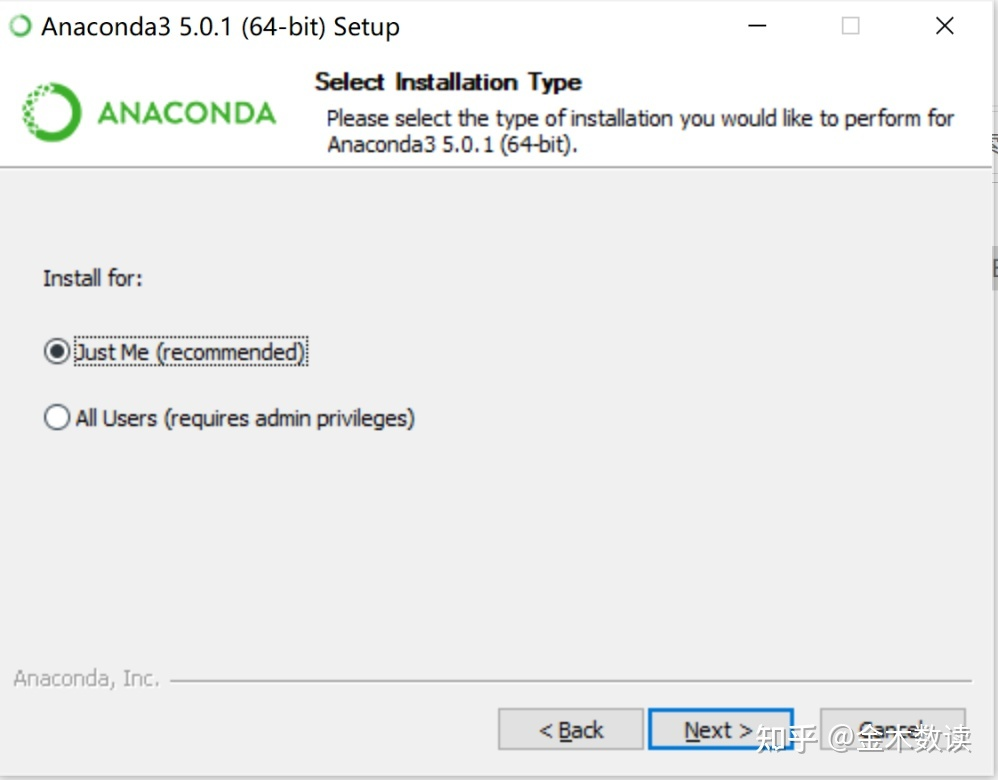 Anaconda3 5.0.1 (64-bit) Setup
ANACONDA
Select Installation Type
Please select the type of installation you would like to perform for
Anaconda3 5.0.1 (64-bit).
Install for:
Just Me (recommended)
All Users (requires admin privileges)
Anaconda, Inc.
< Back
Next >
Cancel
知乎 @金木数读